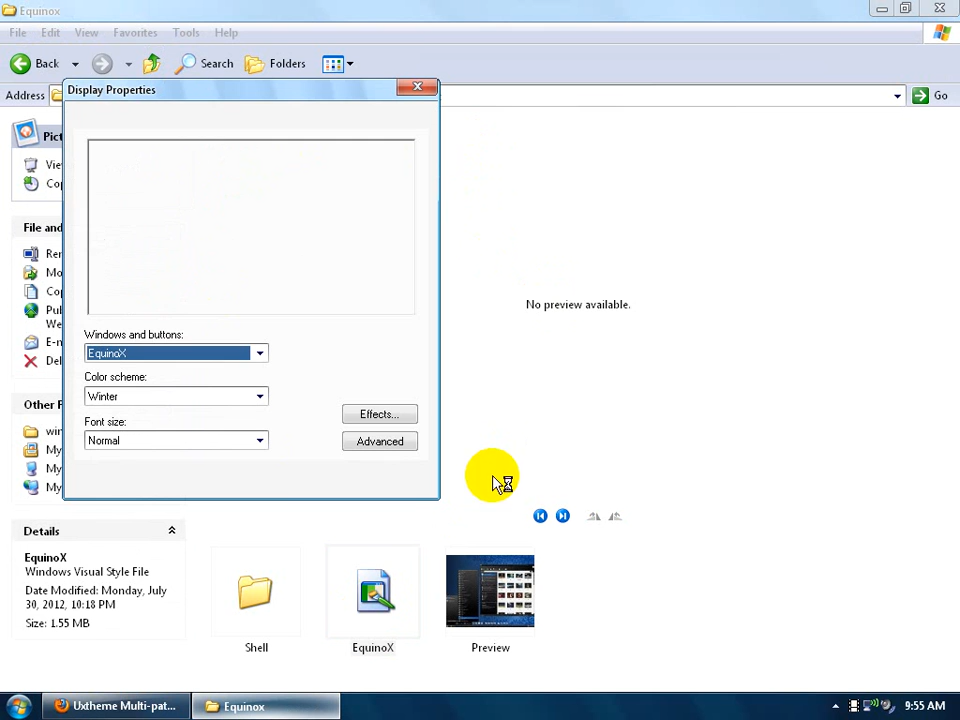 Equinox
File Edit View Favorites Tools Help
Back Search Folders
Address Go
Display Properties
Windows and buttons:
EquinoX
Color scheme:
Winter
Font size:
Normal
Effects...
Advanced
No preview available.
File and
Other
Details
EquinoX
Windows Visual Style File
Date Modified: Monday, July
30, 2012, 10:18 PM
Size: 1.55 MB
Shell EquinoX Preview
Uxtheme Multi-pat... Equinox 9:55 AM